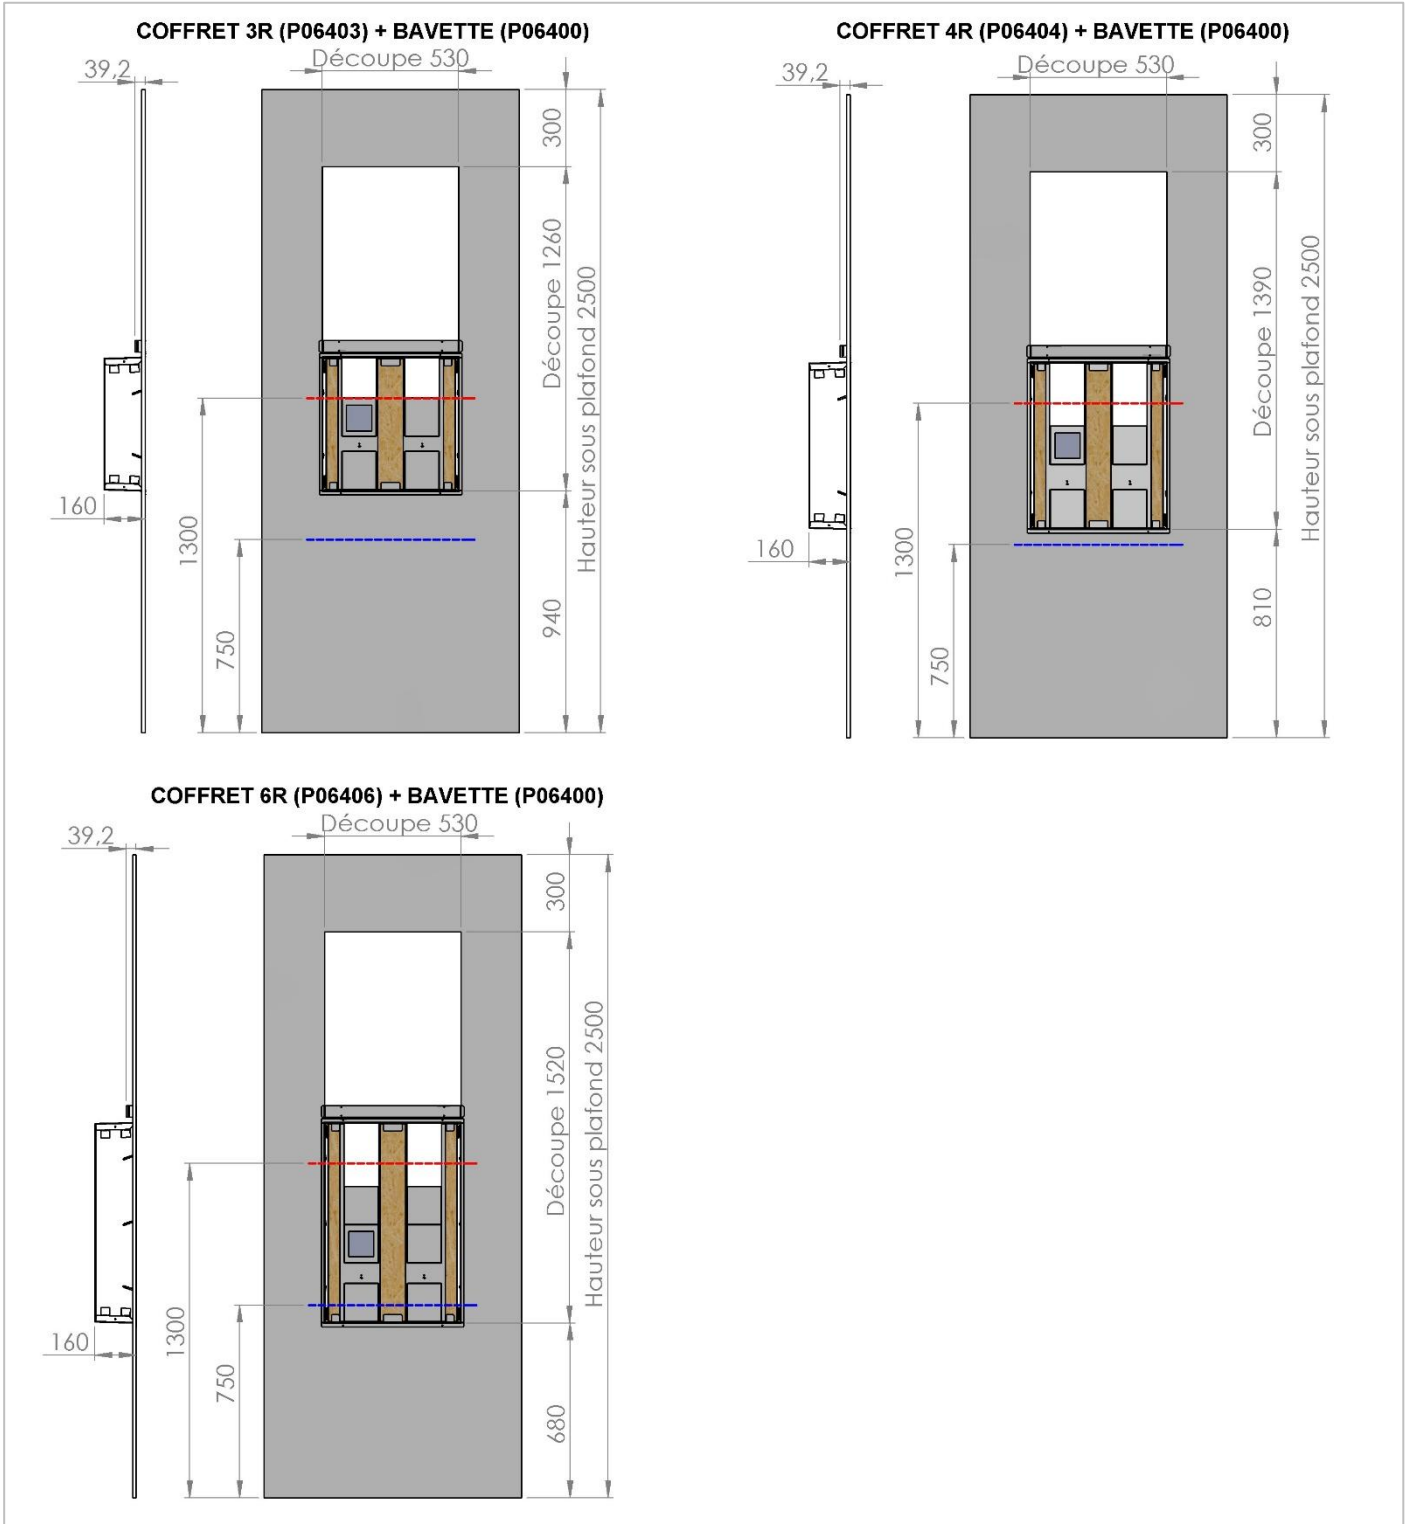 COFFRET 3R (P06403) + BAVETTE (P06400)
Découpe 530
39,2
300
Découpe 1260
Hauteur sous plafond 2500
160
1300
750
940
COFFRET 4R (P06404) + BAVETTE (P06400)
Découpe 530
39,2
300
Découpe 1390
Hauteur sous plafond 2500
160
1300
750
810
COFFRET 6R (P06406) + BAVETTE (P06400)
Découpe 530
39,2
300
Découpe 1520
Hauteur sous plafond 2500
160
1300
750
680